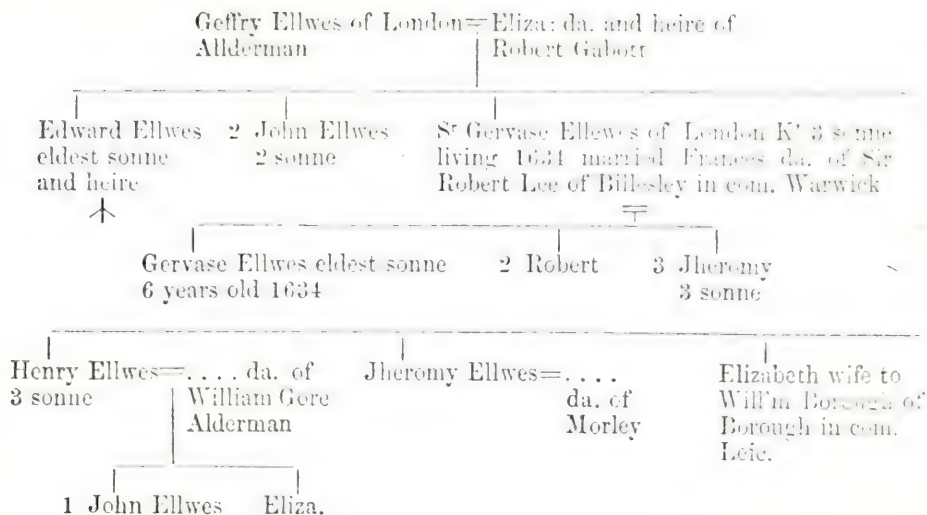 Geffry Ellwes of London=Eliza: da. and heire of
Allderman Robert Gabott
Edward Ellwes
eldest sonne
and heire
2 John Ellwes
2 sonne
Sr Gervase Ellewes of London Kt 3 sonne
living 1634 married Frances da. of Sir
Robert Lee of Billesley in com. Warwick
Gervase Ellwes eldest sonne
6 years old 1634
2 Robert
3 Jheromy
3 sonne
Henry Ellwes=.... da. of
3 sonne William Gore
Alderman
Jheromy Ellwes=....
da. of
Morley
Elizabeth wife to
Will'm Borough of
Borough in com.
Leic.
1 John Ellwes
Eliza.